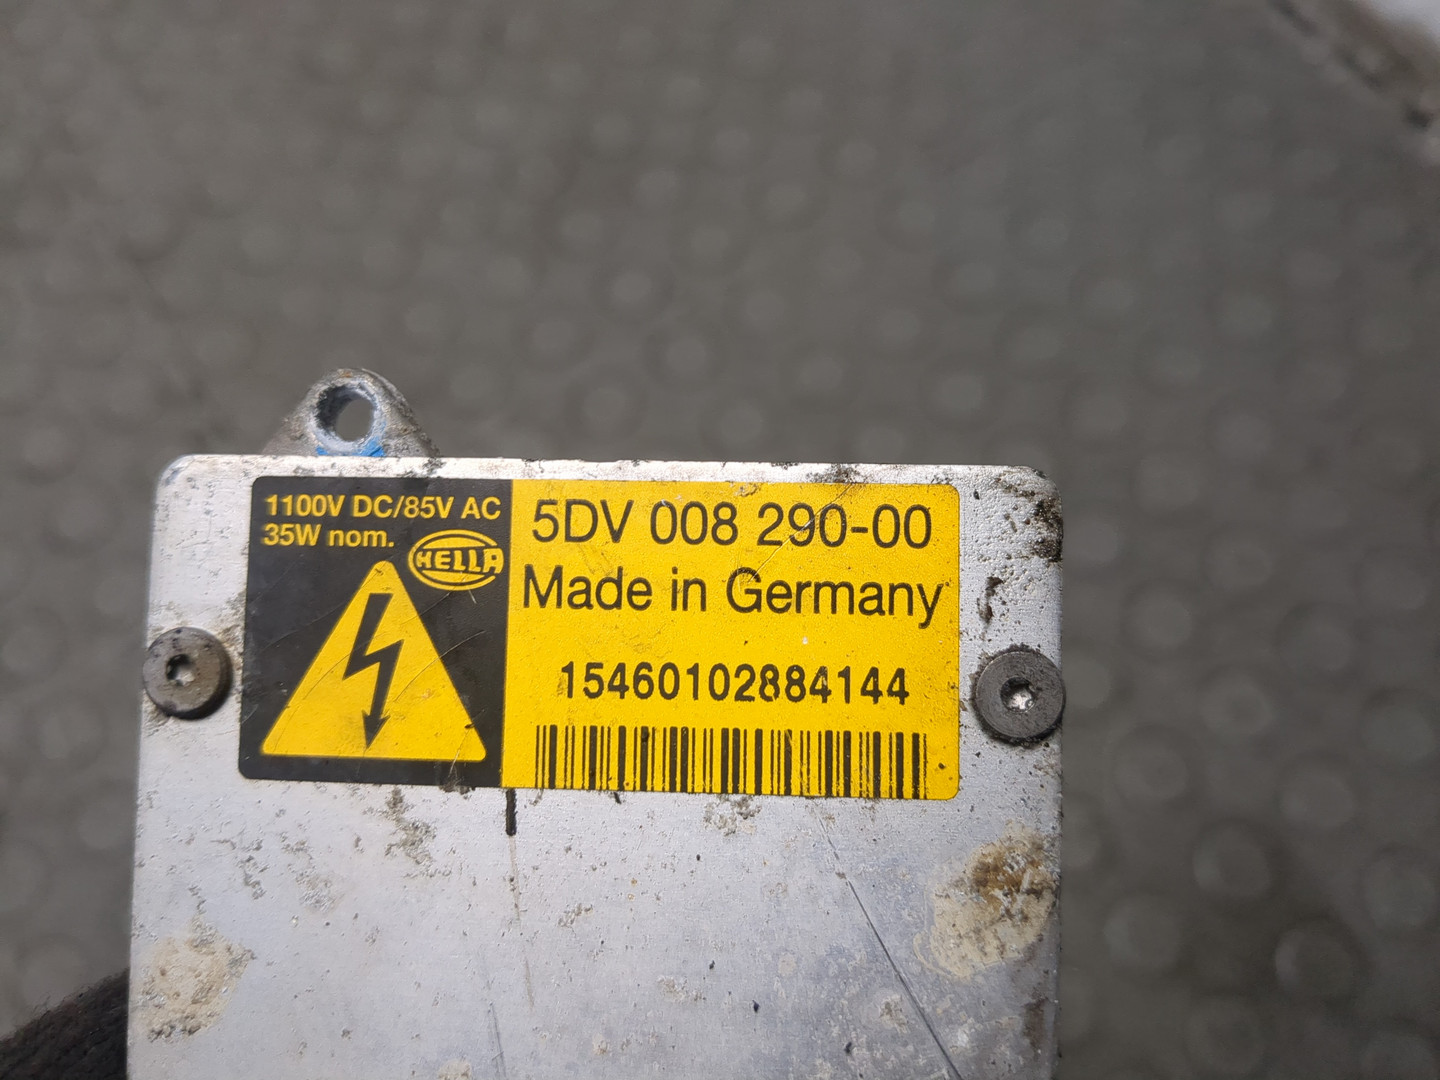 1100V DC/85V AC
35W nom.
HELLA
5DV 008 290-00
Made in Germany
15460102884144